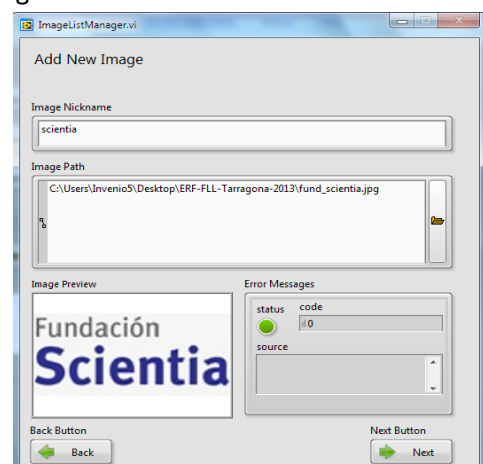 ImageListManager.vi
Add New Image
Image Nickname
scientia
Image Path
C:\Users\Invenio5\Desktop\ERF-FLL-Tarragona-2013\fund_scientia.jpg
Image Preview
Error Messages
status
code
d 0
source
Fundación
Scientia
Back Button
Next Button
Back
Next